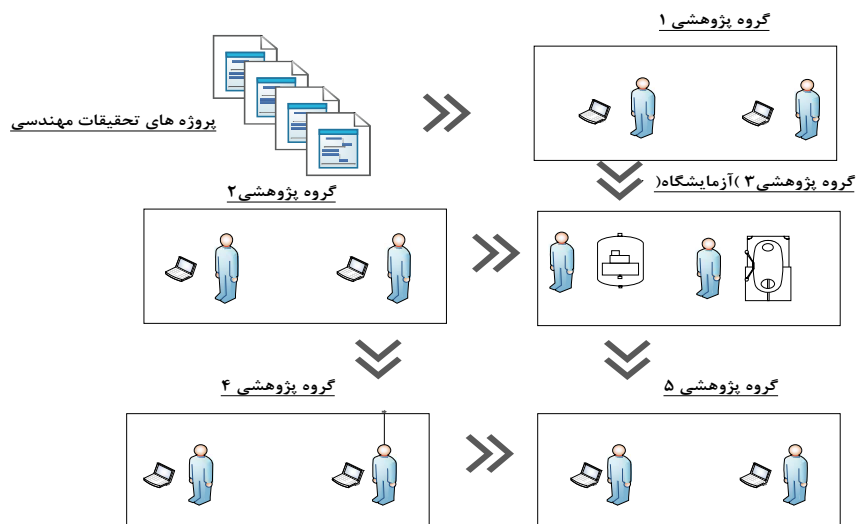 گروه پژوهشی ۱
پروژه های تحقیقات مهندسی
گروه پژوهشی۳ )آزمایشگاه(
گروه پژوهشی۲
گروه پژوهشی ۵
گروه پژوهشی ۴